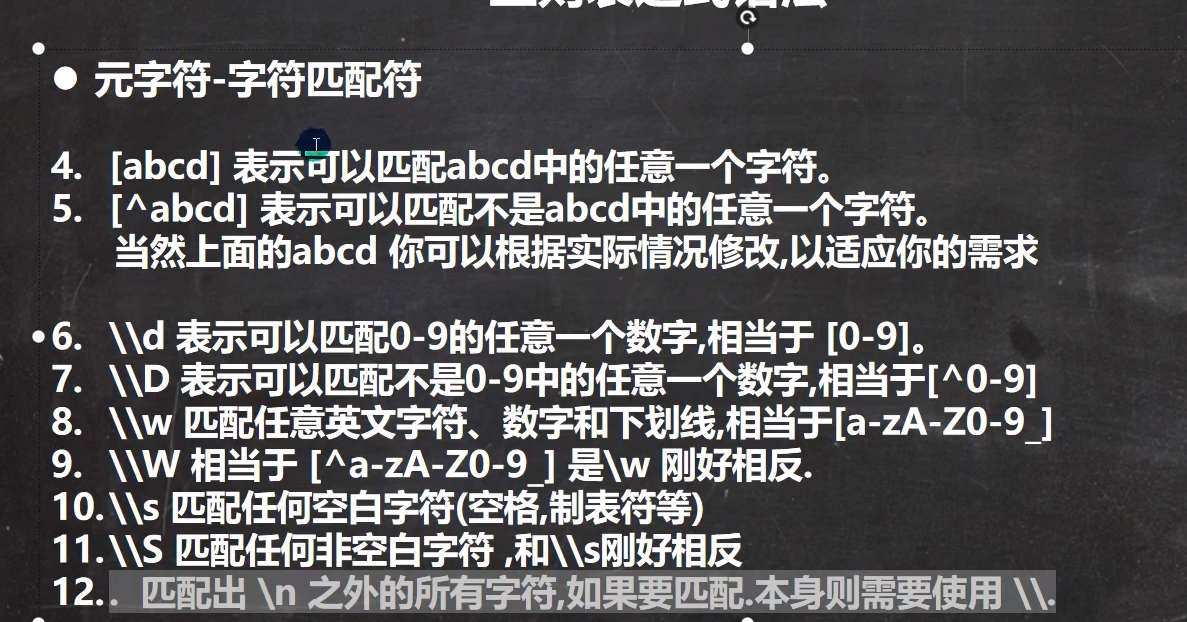 ● 元字符-字符匹配符
4. [abcd] 表示可以匹配abcd中的任意一个字符。
5. [^abcd] 表示可以匹配不是abcd中的任意一个字符。
当然上面的abcd 你可以根据实际情况修改,以适应你的需求
6. \\d 表示可以匹配0-9的任意一个数字,相当于 [0-9]。
7. \\D 表示可以匹配不是0-9中的任意一个数字,相当于[^0-9]
8. \\w 匹配任意英文字符、数字和下划线,相当于[a-zA-Z0-9_]
9. \\W 相当于 [^a-zA-Z0-9_] 是\w 刚好相反.
10. \\s 匹配任何空白字符(空格,制表符等)
11. \\S 匹配任何非空白字符 ,和\\s刚好相反
12. . 匹配出 \n 之外的所有字符,如果要匹配.本身则需要使用 \\.